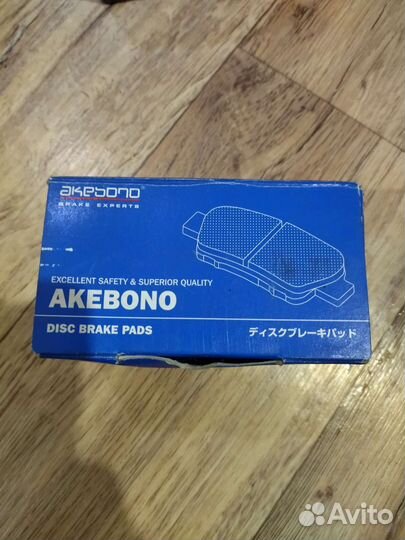 akebono
BRAKE EXPERTS
EXCELLENT SAFETY & SUPERIOR QUALITY
AKEBONO
DISC BRAKE PADS
ディスクブレーキパッド
Avito